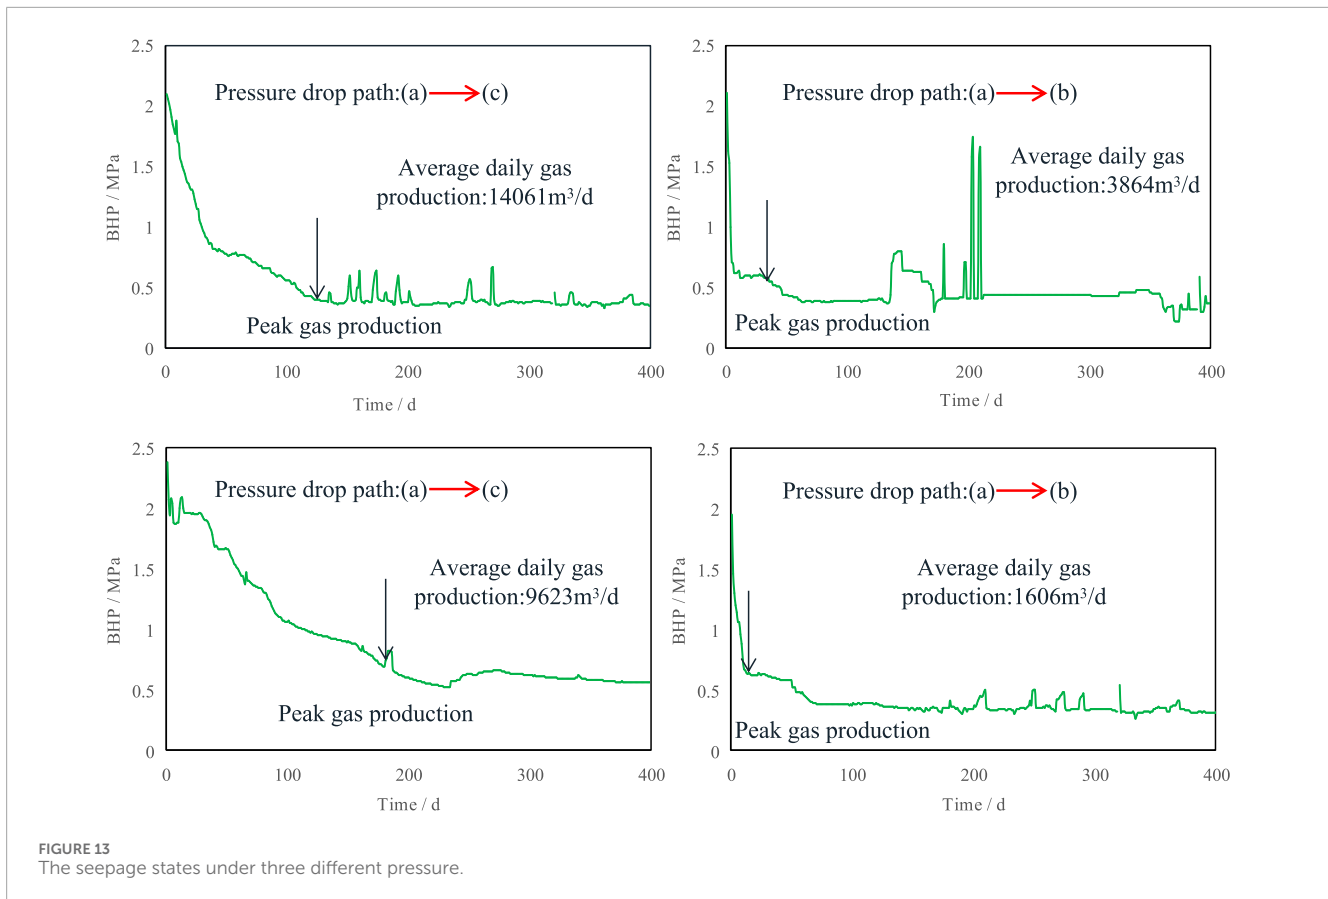 2.5
2
1.5
1
0.5
0
BHP / MPa
Pressure drop path:(a) (c)
Average daily gas
production:14061m³/d
Peak gas production
0 100 200 300 400
Time / d
2.5
2
1.5
1
0.5
0
BHP / MPa
Pressure drop path:(a) (b)
Average daily gas
production:3864m³/d
Peak gas production
0 100 200 300 400
Time / d
2.5
2
1.5
1
0.5
0
BHP / MPa
Pressure drop path:(a) (c)
Average daily gas
production:9623m³/d
Peak gas production
0 100 200 300 400
Time / d
2.5
2
1.5
1
0.5
0
BHP / MPa
Pressure drop path:(a) (b)
Average daily gas
production:1606m³/d
Peak gas production
0 100 200 300 400
Time / d
FIGURE 13
The seepage states under three different pressure.